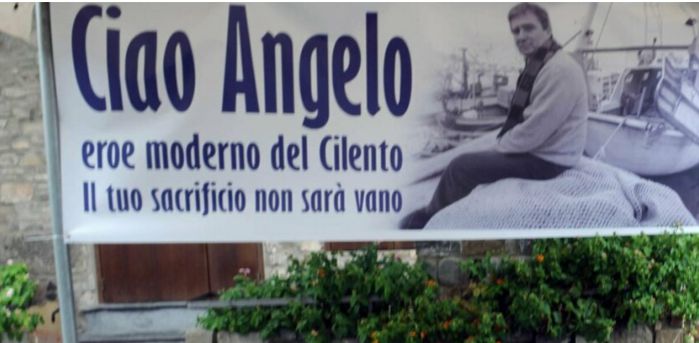 Ciao Angelo
eroe moderno del Cilento
Il tuo sacrificio non sarà vano